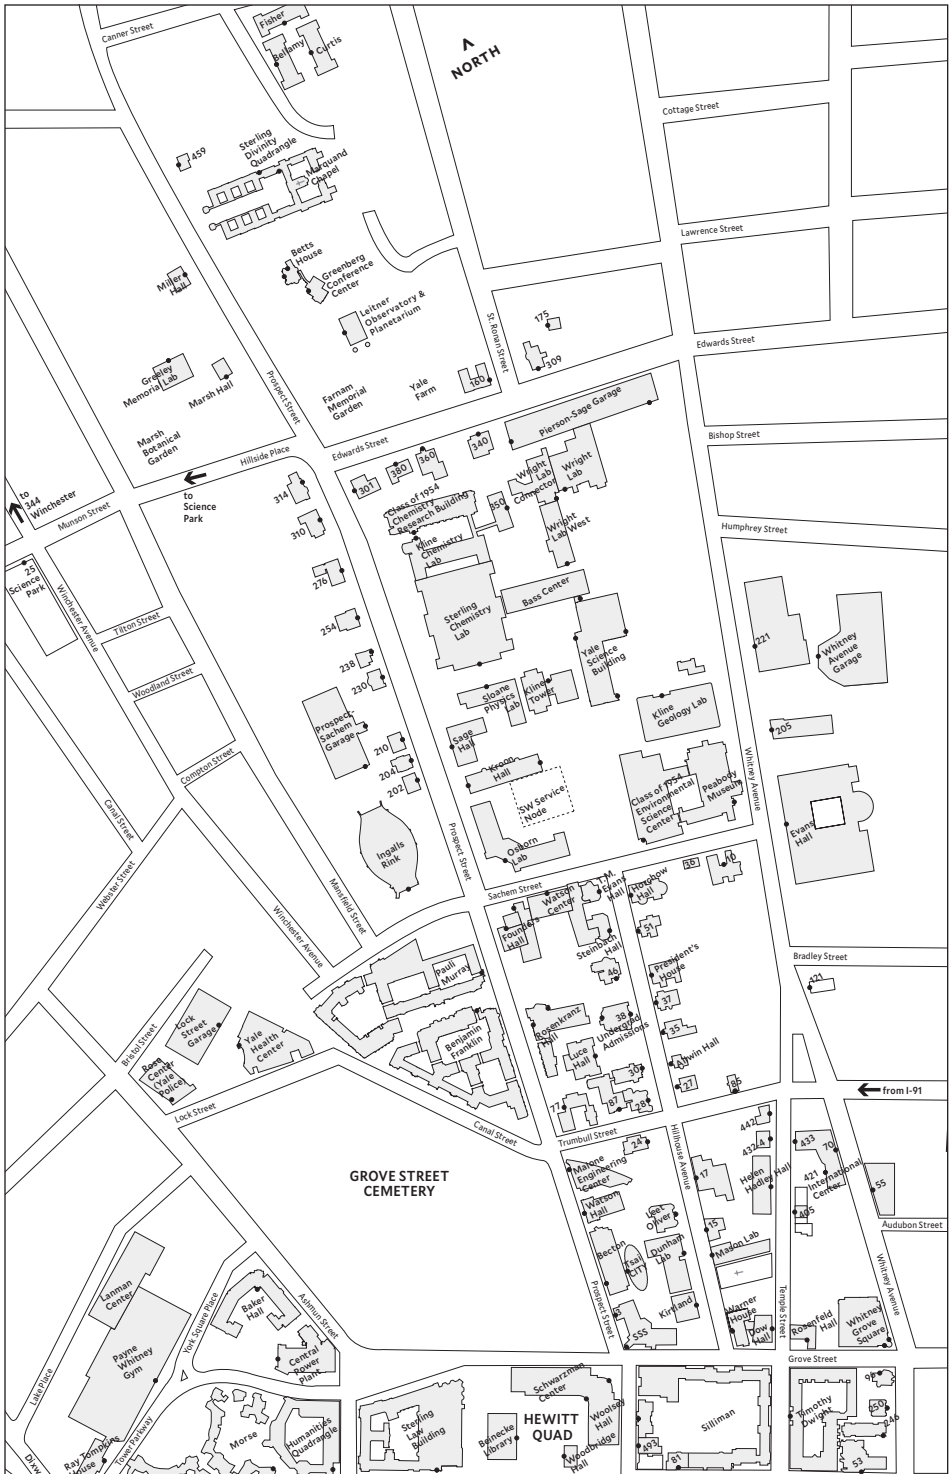 Canner Street
Fisher
Bellamy
Curtis
NORTH
Cottage Street
459
Sterling
Divinity
Quadrangle
Marquand
Chapel
Lawrence Street
Betts
House
Greenberg
Conference
Center
Miller
Hall
Leitner
Observatory &
Planetarium
St. Ronan Street
175
309
Edwards Street
Greeley
Memorial Lab
Marsh Hall
Prospect Street
Farnam
Memorial
Garden
Yale
Farm
160
Pierson-Sage Garage
Marsh
Botanical
Garden
Hillside Place
Edwards Street
340
360
380
301
Bishop Street
to
344
Winchester
Munson Street
to
Science
Park
314
310
Class of 1954
Chemistry
Research Building
350
Wright
Lab
Connector
Wright
Lab
Wright
Lab West
Kline
Chemistry
Lab
Humphrey Street
25
Science
Park
Winchester Avenue
Tilton Street
276
254
Sterling
Chemistry
Lab
Bass Center
Yale
Science
Building
221
Whitney
Avenue
Garage
Woodland Street
238
230
Sloane
Physics
Lab
Kline
Tower
Kline
Geology Lab
Prospect-
Sachem
Garage
Sage
Hall
210
204
202
205
Compton Street
Kroon
Hall
SW Service
Node
Class of 1954
Environmental
Science
Center
Peabody
Museum
Whitney Avenue
Canal Street
Evans
Hall
Ingalls
Rink
Prospect Street
Osborn
Lab
Webster Street
Mansfield Street
Winchester Avenue
Sachem Street
Watson
Center
T.M.
Evans
Hall
Horchow
Hall
36
10
Founders
Hall
Steinbach
Hall
51
Bradley Street
Pauli
Murray
46
President's
House
121
37
Lock
Street
Garage
Yale
Health
Center
Benjamin
Franklin
Rosenkranz
Hall
38
Undergrad
Admissions
35
Bristol Street
Rose
Center
(Yale
Police)
Luce
Hall
Edwin Hall
30
27
85
from I-91
77
87
28
Lock Street
Canal Street
Trumbull Street
24
Hillhouse Avenue
442
432-4
433
70
GROVE STREET
CEMETERY
Malone
Engineering
Center
17
Helen
Hadley Hall
421
International
Center
55
Watson
Hall
Leet
Oliver
405
Audubon Street
15
Becton
Tsai
CITY
Dunham
Lab
Mason Lab
Lanman
Center
Whitney Avenue
Baker
Hall
Ashmun Street
Prospect Street
Kirtland
Temple Street
Warner
House
Dow
Hall
Rosenfeld
Hall
Whitney
Grove
Square
York Square Place
SSS
Payne
Whitney
Gym
Central
Power
Plant
Grove Street
Lake Place
Schwarzman
Center
Tower Parkway
Morse
Humanities
Quadrangle
Sterling
Law
Building
Beinecke
Library
HEWITT
QUAD
Woolsey
Hall
Woodbridge
Hall
Silliman
Timothy
Dwight
250
246
493
81
53
Ray Tompkins
House